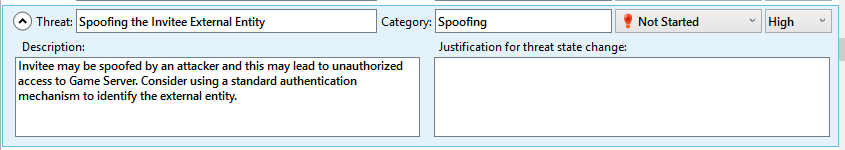 Threat: Spoofing the Invitee External Entity Category: Spoofing Not Started High
Description: Justification for threat state change:
Invitee may be spoofed by an attacker and this may lead to unauthorized
access to Game Server. Consider using a standard authentication
mechanism to identify the external entity.